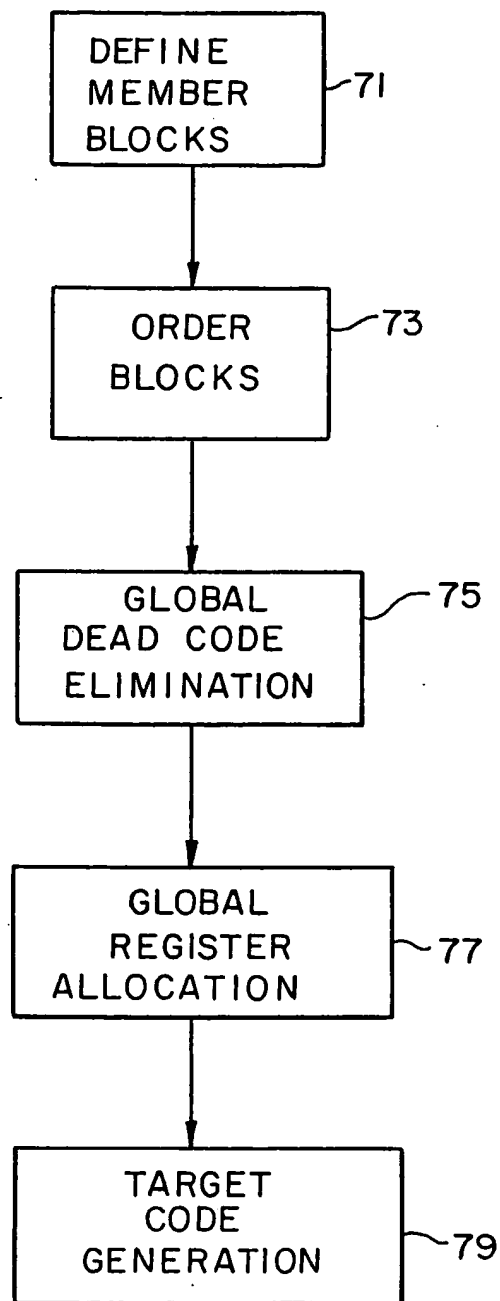 DEFINE
MEMBER
BLOCKS
71
ORDER
BLOCKS
73
GLOBAL
DEAD CODE
ELIMINATION
75
GLOBAL
REGISTER
ALLOCATION
77
TARGET
CODE
GENERATION
79